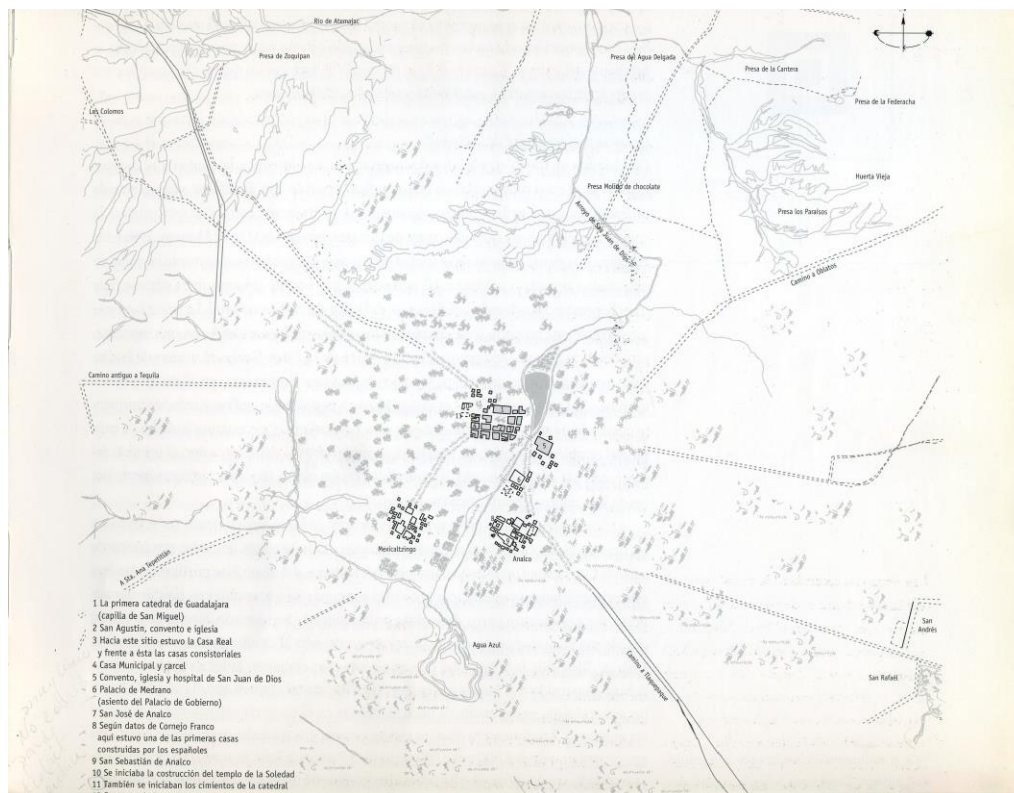 Río de Atamajac
Presa de Zoquipan
Presa del Agua Delgada
Presa de la Cantera
Presa de la Federacha
Los Colomos
Huerta Vieja
Presa Molido de chocolate
Presa los Paraísos
Arroyo de San Juan de Dios
Camino a Oblatos
Camino antiguo a Tequila
5
6
Mexicaltzingo
Analco
A Sta. Ana Tepetitlán
Agua Azul
San
Andrés
San Rafael
Camino a Tlaquepaque
1 La primera catedral de Guadalajara
(capilla de San Miguel)
2 San Agustín, convento e iglesia
3 Hacia este sitio estuvo la Casa Real
y frente a ésta las casas consistoriales
4 Casa Municipal y carcel
5 Convento, iglesia y hospital de San Juan de Dios
6 Palacio de Medrano
(asiento del Palacio de Gobierno)
7 San José de Analco
8 Según datos de Cornejo Franco
aquí estuvo una de las primeras casas
construidas por los españoles
9 San Sebastián de Analco
10 Se iniciaba la costrucción del templo de la Soledad
11 También se iniciaban los cimientos de la catedral